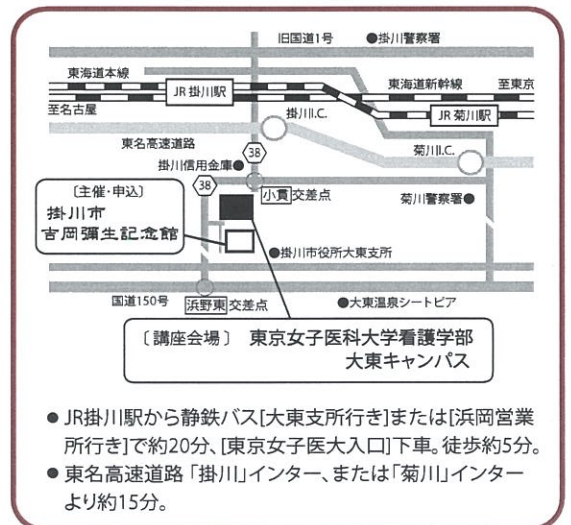 旧国道1号
●掛川警察署
東海道本線
JR 掛川駅
東海道新幹線
至東京
至名古屋
掛川I.C.
JR 菊川駅
東名高速道路
38
菊川I.C.
掛川信用金庫●
38
小貫交差点
菊川警察署●
〔主催・申込〕
掛川市
吉岡彌生記念館
●掛川市役所大東支所
国道150号
浜野東交差点
●大東温泉シートピア
〔講座会場〕 東京女子医科大学看護学部
大東キャンパス
●JR掛川駅から静鉄バス[大東支所行き]または[浜岡営業
所行き]で約20分、[東京女子医大入口]下車。徒歩約5分。
●東名高速道路「掛川」インター、または「菊川」インター
より約15分。